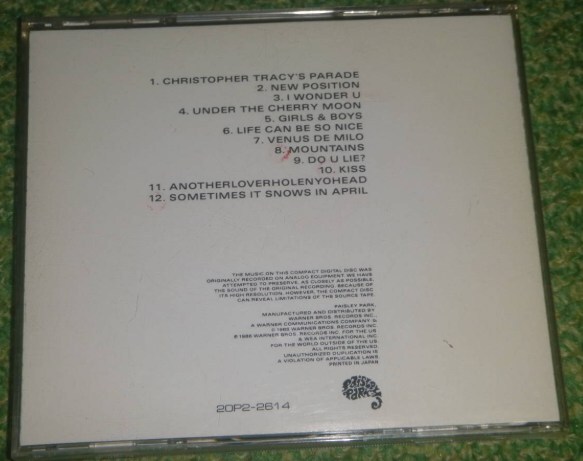 1. CHRISTOPHER TRACY'S PARADE
2. NEW POSITION
3. I WONDER U
4. UNDER THE CHERRY MOON
5. GIRLS & BOYS
6. LIFE CAN BE SO NICE
7. VENUS DE MILO
8. MOUNTAINS
9. DO U LIE?
10. KISS
11. ANOTHERLOVERHOLENYOHEAD
12. SOMETIMES IT SNOWS IN APRIL
THE MUSIC ON THIS COMPACT DIGITAL DISC WAS
ORIGINALLY RECORDED ON ANALOG EQUIPMENT. WE HAVE
ATTEMPTED TO PRESERVE, AS CLOSELY AS POSSIBLE,
THE SOUND OF THE ORIGINAL RECORDING. BECAUSE OF
ITS HIGH RESOLUTION, HOWEVER, THE COMPACT DISC
CAN REVEAL LIMITATIONS OF THE SOURCE TAPE.
PAISLEY PARK,
MANUFACTURED AND DISTRIBUTED BY
WARNER BROS. RECORDS INC.,
A WARNER COMMUNICATIONS COMPANY.
WARNER BROS. RECORDS INC.
WARNER BROS. RECORDS INC. FOR THE US
& WEA INTERNATIONAL INC.
FOR THE WORLD OUTSIDE OF THE US.
ALL RIGHTS RESERVED.
UNAUTHORIZED DUPLICATION IS
A VIOLATION OF APPLICABLE LAWS.
PRINTED IN JAPAN
PAISLEY
PARK
20P2-2614